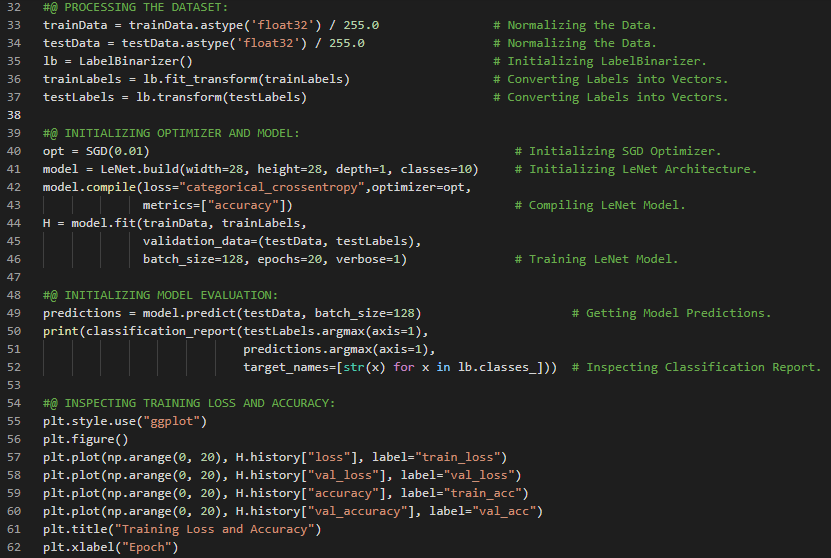 32 #@ PROCESSING THE DATASET:
33 trainData = trainData.astype('float32') / 255.0 # Normalizing the Data.
34 testData = testData.astype('float32') / 255.0 # Normalizing the Data.
35 lb = LabelBinarizer() # Initializing LabelBinarizer.
36 trainLabels = lb.fit_transform(trainLabels) # Converting Labels into Vectors.
37 testLabels = lb.transform(testLabels) # Converting Labels into Vectors.
38
39 #@ INITIALIZING OPTIMIZER AND MODEL:
40 opt = SGD(0.01) # Initializing SGD Optimizer.
41 model = LeNet.build(width=28, height=28, depth=1, classes=10) # Initializing LeNet Architecture.
42 model.compile(loss="categorical_crossentropy",optimizer=opt,
43 metrics=["accuracy"]) # Compiling LeNet Model.
44 H = model.fit(trainData, trainLabels,
45 validation_data=(testData, testLabels),
46 batch_size=128, epochs=20, verbose=1) # Training LeNet Model.
47
48 #@ INITIALIZING MODEL EVALUATION:
49 predictions = model.predict(testData, batch_size=128) # Getting Model Predictions.
50 print(classification_report(testLabels.argmax(axis=1),
51 predictions.argmax(axis=1),
52 target_names=[str(x) for x in lb.classes_])) # Inspecting Classification Report.
53
54 #@ INSPECTING TRAINING LOSS AND ACCURACY:
55 plt.style.use("ggplot")
56 plt.figure()
57 plt.plot(np.arange(0, 20), H.history["loss"], label="train_loss")
58 plt.plot(np.arange(0, 20), H.history["val_loss"], label="val_loss")
59 plt.plot(np.arange(0, 20), H.history["accuracy"], label="train_acc")
60 plt.plot(np.arange(0, 20), H.history["val_accuracy"], label="val_acc")
61 plt.title("Training Loss and Accuracy")
62 plt.xlabel("Epoch")